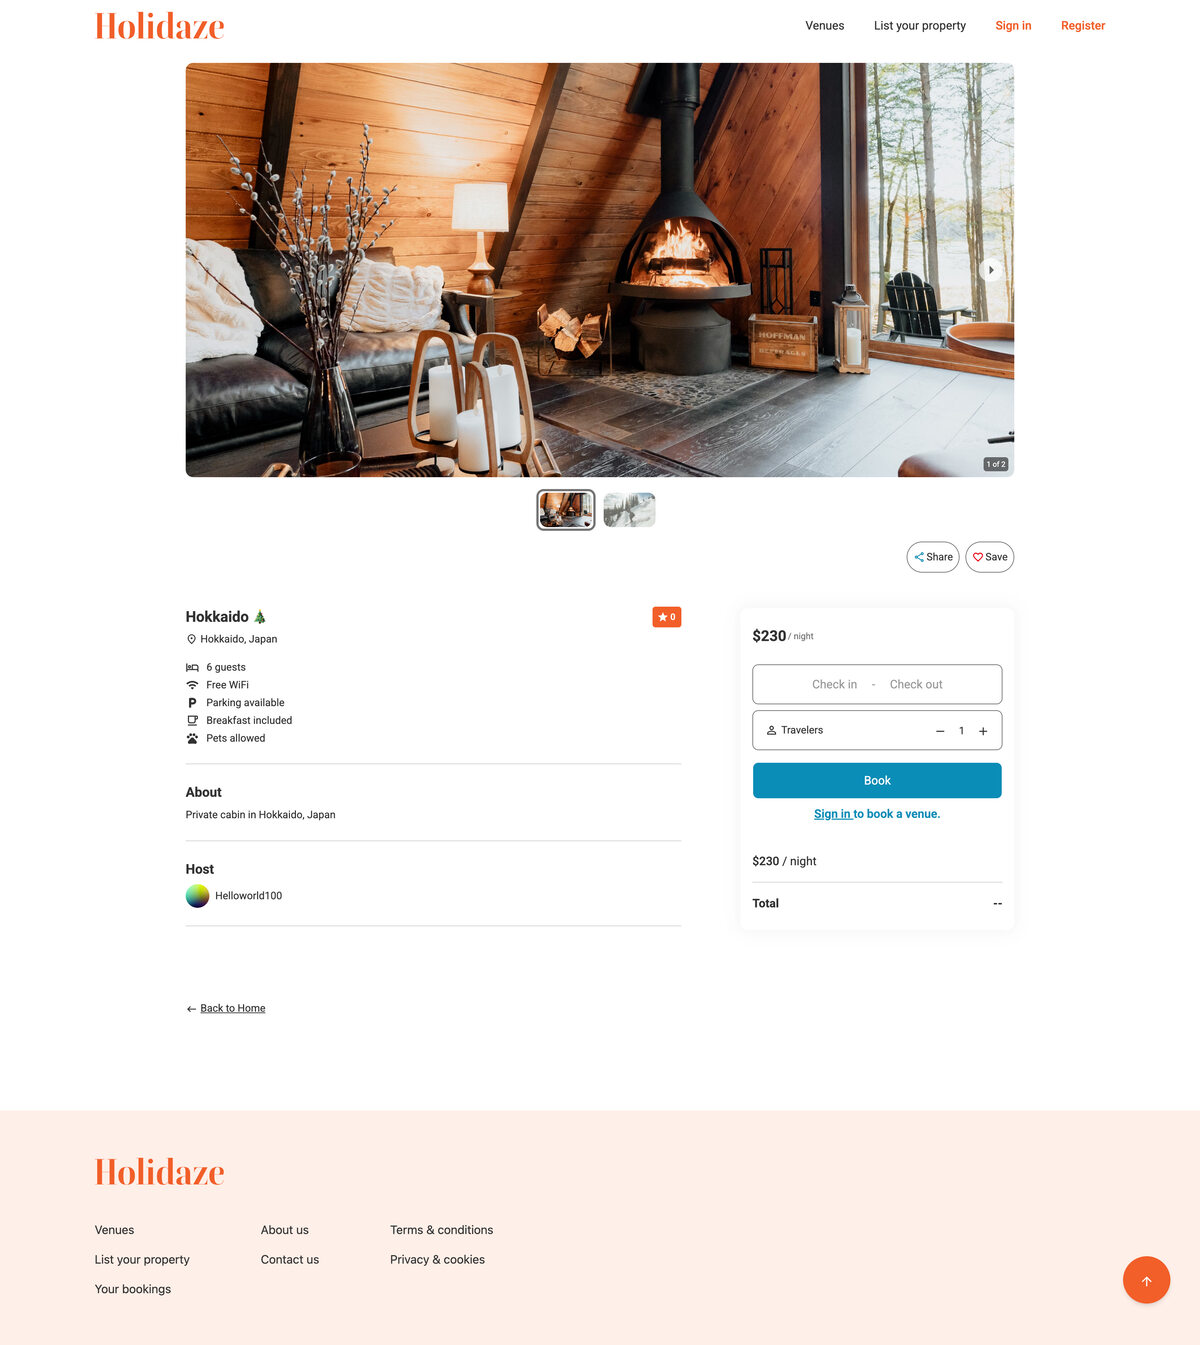 Holidaze
Venues
List your property
Sign in
Register
HOFFMAN
BEVERAGES
1 of 2
Share
Save
Hokkaido
0
Hokkaido, Japan
6 guests
Free WiFi
Parking available
Breakfast included
Pets allowed
About
Private cabin in Hokkaido, Japan
Host
Helloworld100
$230 / night
Check in - Check out
Travelers
1
Book
Sign in to book a venue.
$230 / night
Total --
Back to Home
Holidaze
Venues
List your property
Your bookings
About us
Contact us
Terms & conditions
Privacy & cookies